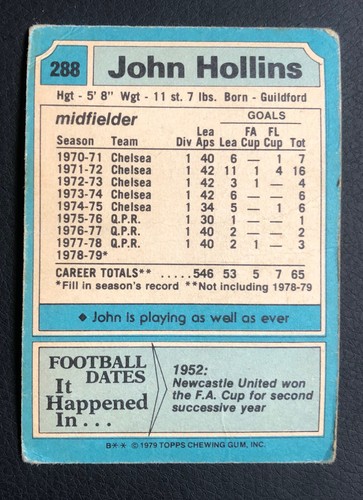 288 John Hollins
Hgt - 5' 8" Wgt - 11 st. 7 lbs. Born - Guildford
midfielder GOALS
Lea FA FL
Season Team Div Aps Lea Cup Cup Tot
1970-71 Chelsea 1 40 6 — 1 7
1971-72 Chelsea 1 42 11 1 4 16
1972-73 Chelsea 1 42 3 1 — 4
1973-74 Chelsea 1 42 6 — — 6
1974-75 Chelsea 1 34 5 — 1 6
1975-76 Q.P.R. 1 30 1 — — 1
1976-77 Q.P.R. 1 40 2 — — 2
1977-78 Q.P.R. 1 40 2 1 — 3
1978-79*
CAREER TOTALS** .....546 53 5 7 65
*Fill in season's record **Not including 1978-79
◆ John is playing as well as ever
FOOTBALL
DATES
It
Happened
In . . .
1952:
Newcastle United won
the F.A. Cup for second
successive year
B** © 1979 TOPPS CHEWING GUM, INC.